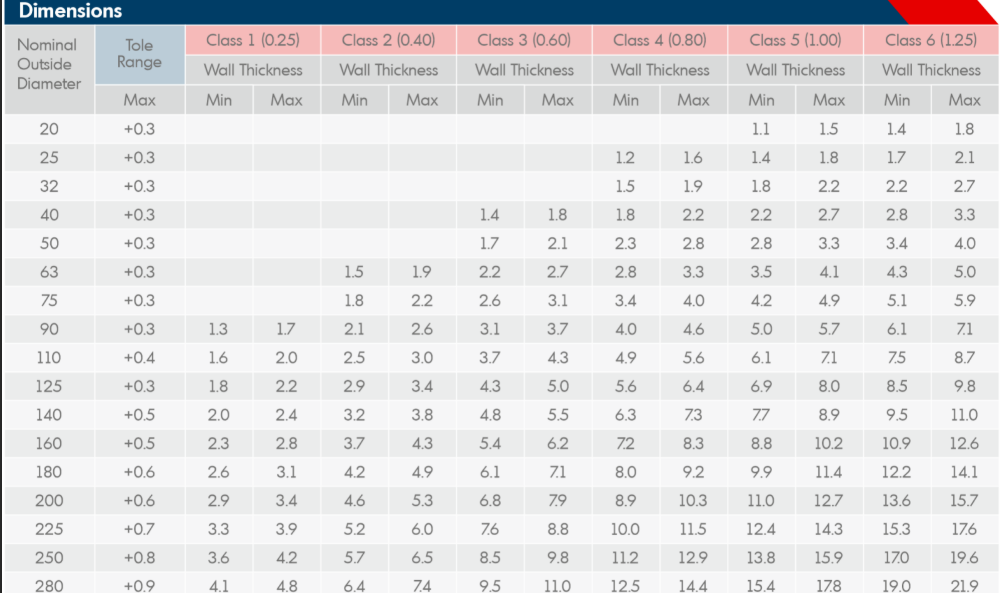 Dimensions
Nominal Outside Diameter Tole Range Class 1 (0.25) Class 2 (0.40) Class 3 (0.60) Class 4 (0.80) Class 5 (1.00) Class 6 (1.25)
Wall Thickness Wall Thickness Wall Thickness Wall Thickness Wall Thickness Wall Thickness
Max Min Max Min Max Min Max Min Max Min Max Min Max
20 +0.3 1.1 1.5 1.4 1.8
25 +0.3 1.2 1.6 1.4 1.8 1.7 2.1
32 +0.3 1.5 1.9 1.8 2.2 2.2 2.7
40 +0.3 1.4 1.8 1.8 2.2 2.2 2.7 2.8 3.3
50 +0.3 1.7 2.1 2.3 2.8 2.8 3.3 3.4 4.0
63 +0.3 1.5 1.9 2.2 2.7 2.8 3.3 3.5 4.1 4.3 5.0
75 +0.3 1.8 2.2 2.6 3.1 3.4 4.0 4.2 4.9 5.1 5.9
90 +0.3 1.3 1.7 2.1 2.6 3.1 3.7 4.0 4.6 5.0 5.7 6.1 7.1
110 +0.4 1.6 2.0 2.5 3.0 3.7 4.3 4.9 5.6 6.1 7.1 7.5 8.7
125 +0.3 1.8 2.2 2.9 3.4 4.3 5.0 5.6 6.4 6.9 8.0 8.5 9.8
140 +0.5 2.0 2.4 3.2 3.8 4.8 5.5 6.3 7.3 7.7 8.9 9.5 11.0
160 +0.5 2.3 2.8 3.7 4.3 5.4 6.2 7.2 8.3 8.8 10.2 10.9 12.6
180 +0.6 2.6 3.1 4.2 4.9 6.1 7.1 8.0 9.2 9.9 11.4 12.2 14.1
200 +0.6 2.9 3.4 4.6 5.3 6.8 7.9 8.9 10.3 11.0 12.7 13.6 15.7
225 +0.7 3.3 3.9 5.2 6.0 7.6 8.8 10.0 11.5 12.4 14.3 15.3 17.6
250 +0.8 3.6 4.2 5.7 6.5 8.5 9.8 11.2 12.9 13.8 15.9 17.0 19.6
280 +0.9 4.1 4.8 6.4 7.4 9.5 11.0 12.5 14.4 15.4 17.8 19.0 21.9